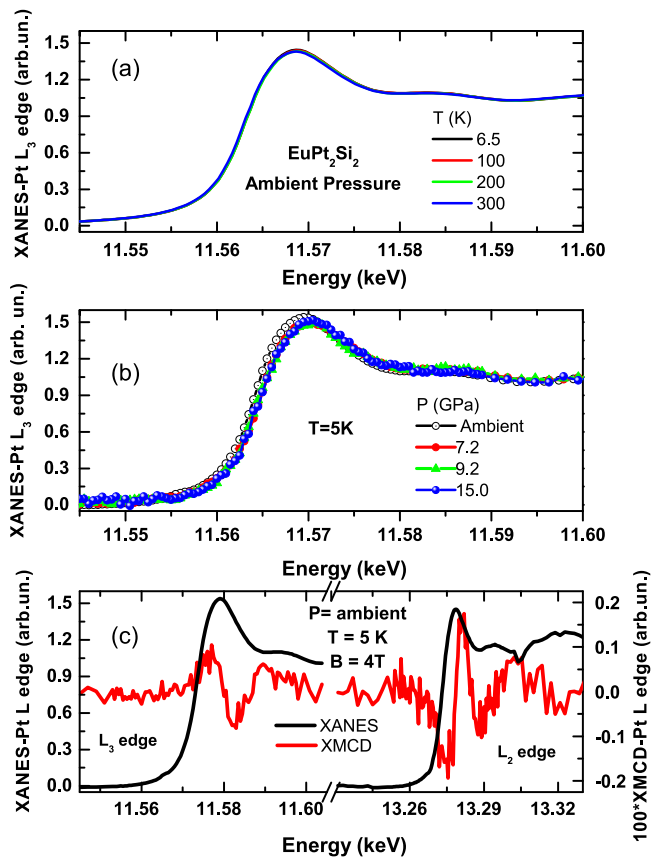 XANES-Pt L3 edge (arb.un.)
1.5
1.2
0.9
0.6
0.3
0.0
(a)
EuPt2Si2
Ambient Pressure
T (K)
6.5
100
200
300
11.55 11.56 11.57 11.58 11.59 11.60
Energy (keV)
XANES-Pt L3 edge (arb. un.)
1.5
1.2
0.9
0.6
0.3
0.0
(b)
T=5K
P (GPa)
Ambient
7.2
9.2
15.0
11.55 11.56 11.57 11.58 11.59 11.60
Energy (keV)
XANES-Pt L edge (arb.un.)
1.5
1.2
0.9
0.6
0.3
0.0
(c)
P= ambient
T = 5 K
B = 4T
L3 edge
XANES
XMCD
L2 edge
0.2
0.1
0.0
-0.1
-0.2
100*XMCD-Pt L edge (arb.un.)
11.56 11.58 11.60 13.26 13.29 13.32
Energy (keV)